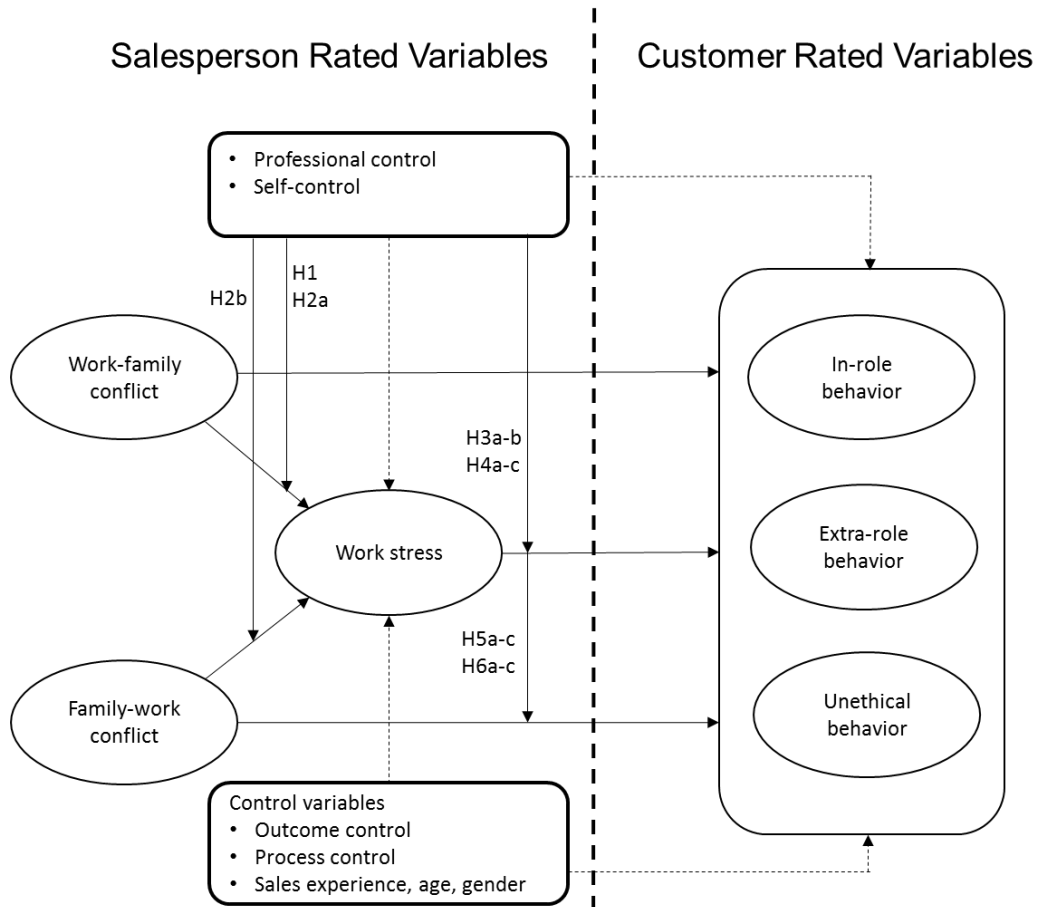 Salesperson Rated Variables
Customer Rated Variables
• Professional control
• Self-control
H1
H2a
H2b
Work-family
conflict
In-role
behavior
H3a-b
H4a-c
Work stress
Extra-role
behavior
H5a-c
H6a-c
Family-work
conflict
Unethical
behavior
Control variables
• Outcome control
• Process control
• Sales experience, age, gender